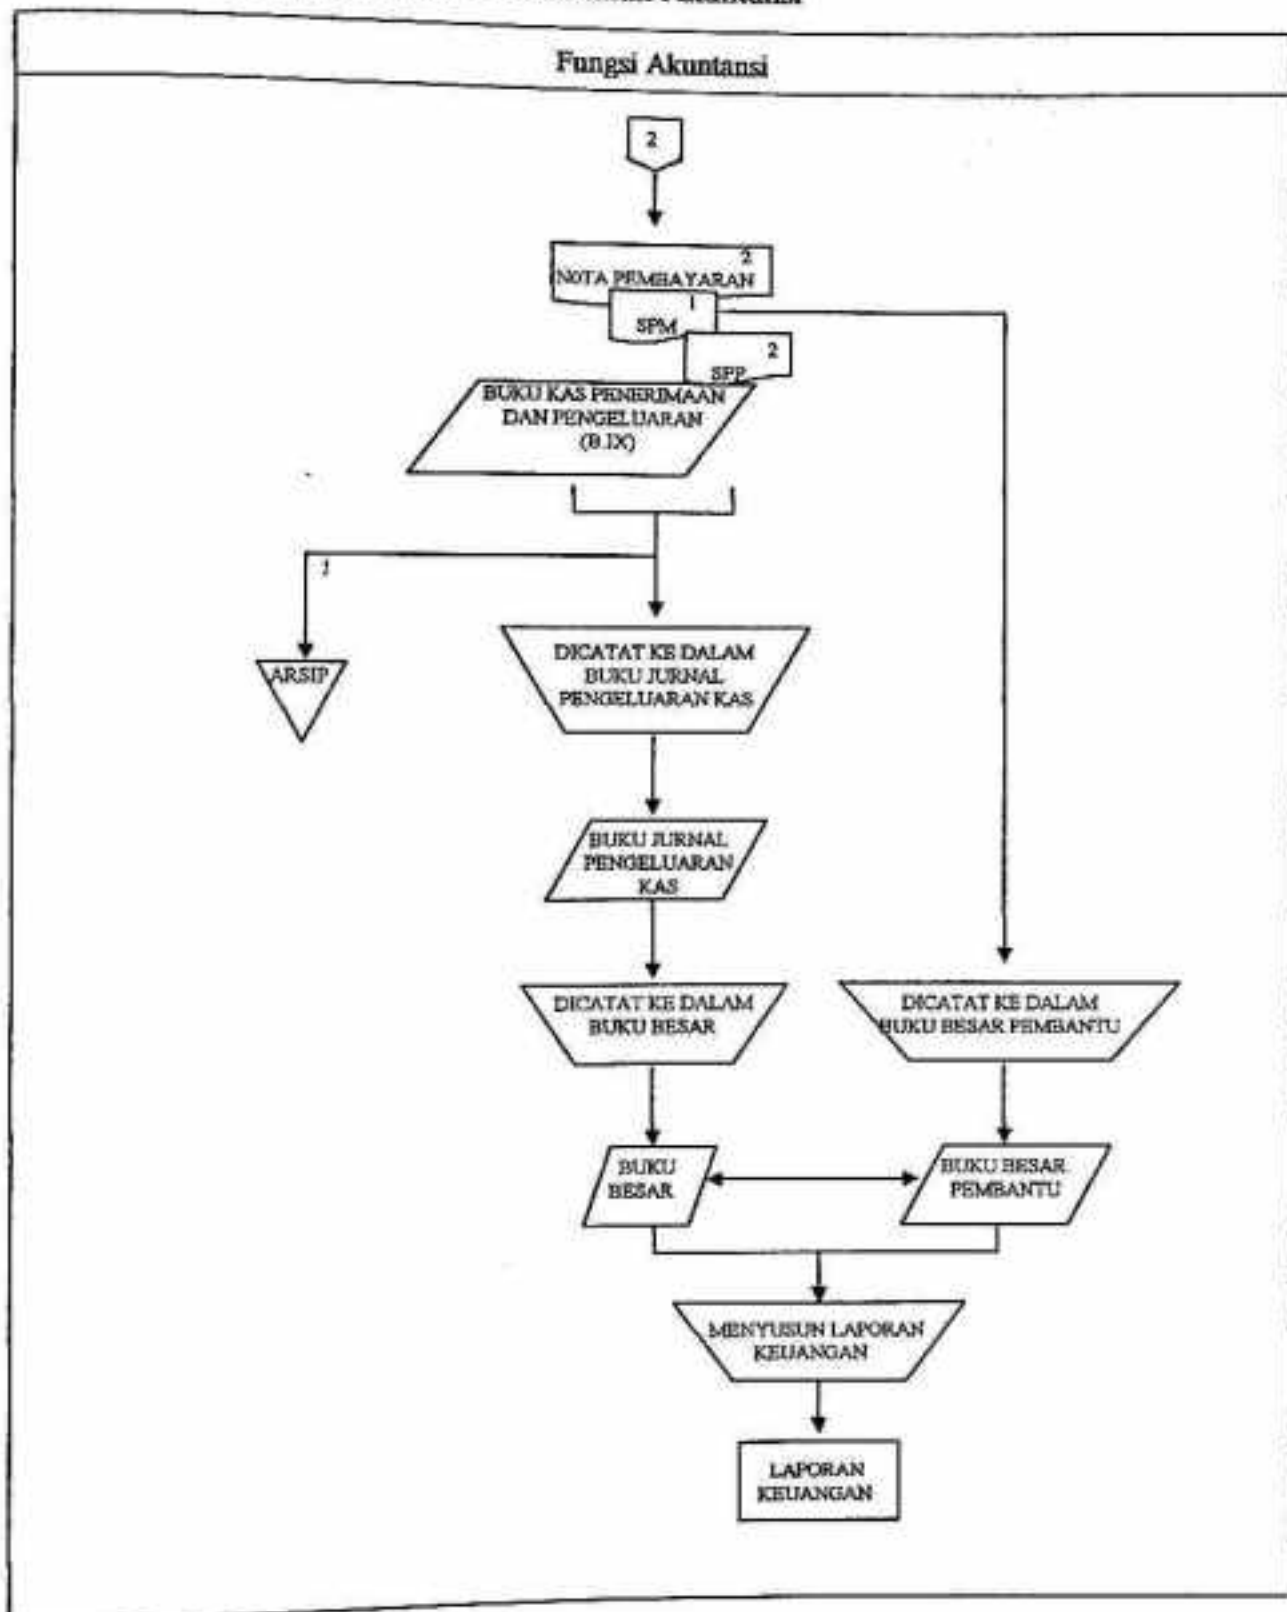 Akuntansi
Fungsi Akuntansi
2
2
N0TA PEMBAYARAN
1
SPM
2
SPP
BUKU KAS PENERIMAAN
DAN PENGELUARAN
(B.IX)
1
ARSIP
DICATAT KE DALAM
BUKU JURNAL
PENGELUARAN KAS
BUKU JURNAL
PENGELUARAN
KAS
DICATAT KE DALAM
BUKU BESAR
DICATAT KE DALAM
BUKU BESAR PEMBANTU
BUKU
BESAR
BUKU BESAR
PEMBANTU
MENYUSUN LAPORAN
KEUANGAN
LAPORAN
KEUANGAN